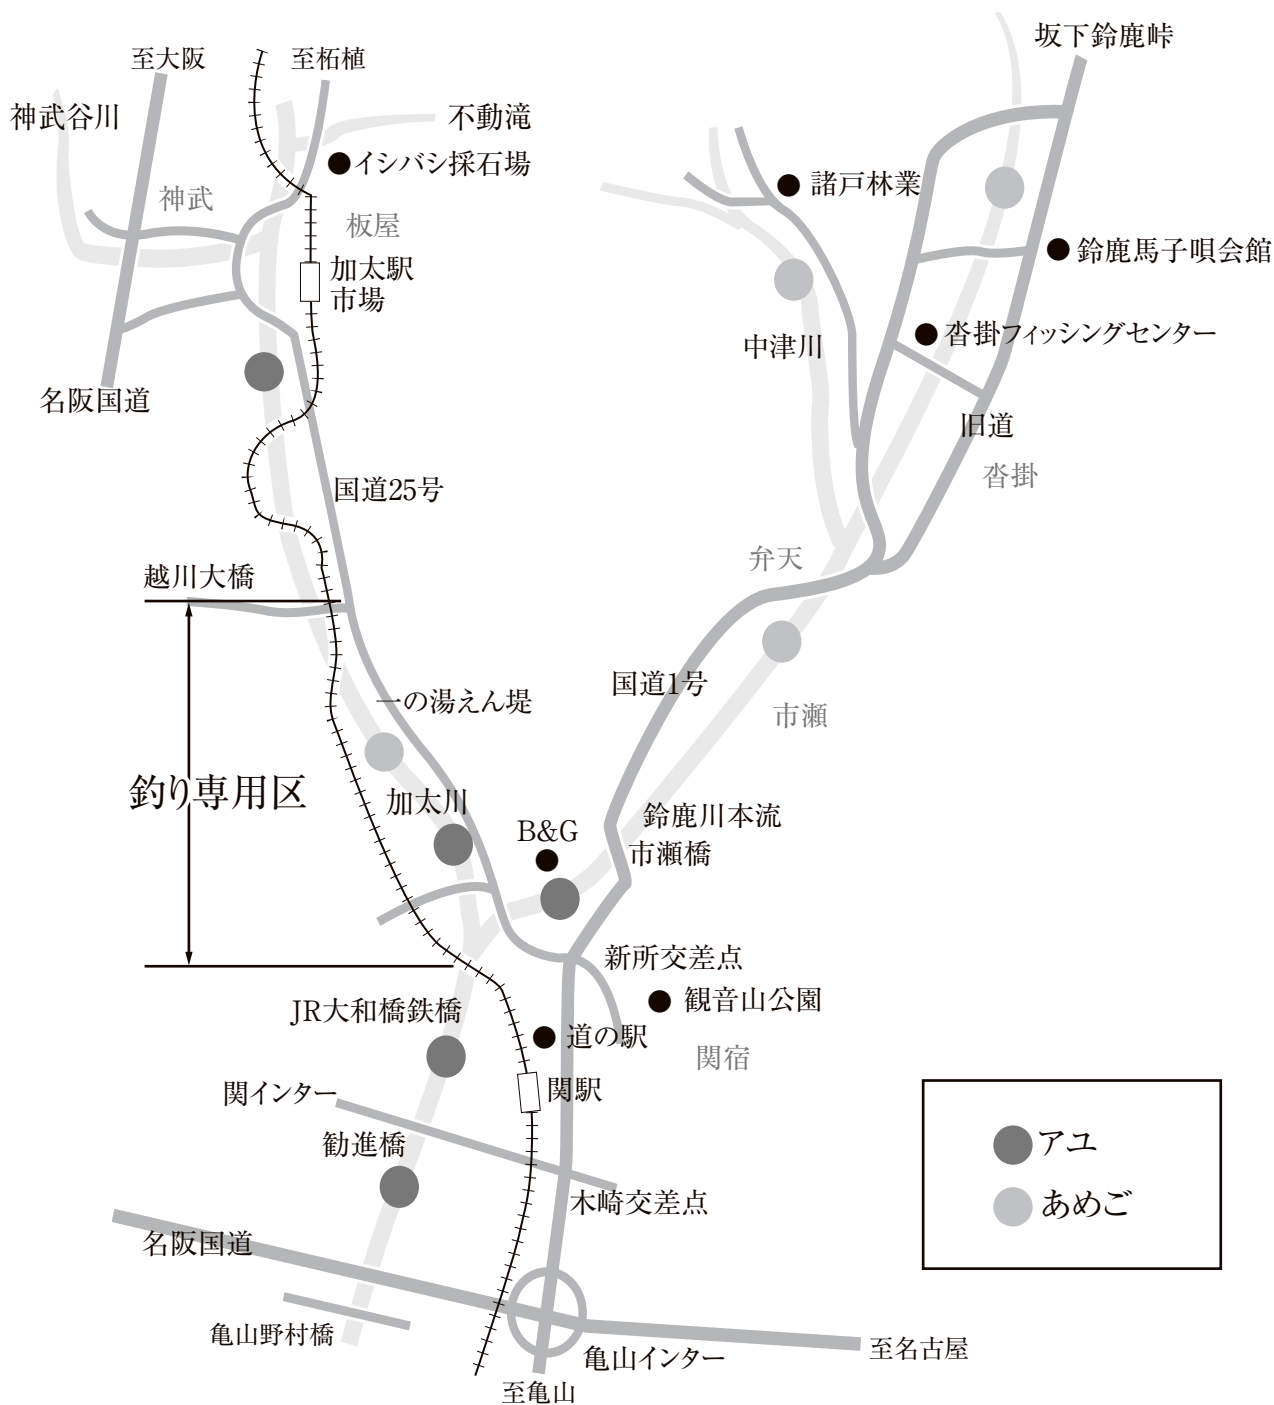 坂下鈴鹿峠
至大阪
至柘植
神武谷川
不動滝
イシバシ採石場
諸戸林業
神武
板屋
鈴鹿馬子唄会館
加太駅
市場
沓掛フィッシングセンター
中津川
名阪国道
旧道
沓掛
国道25号
弁天
越川大橋
国道1号
一の湯えん堤
市瀬
釣り専用区
加太川
鈴鹿川本流
B&G
市瀬橋
新所交差点
観音山公園
JR大和橋鉄橋
道の駅
関宿
関インター
関駅
勧進橋
アユ
あめご
木崎交差点
名阪国道
亀山野村橋
至名古屋
亀山インター
至亀山